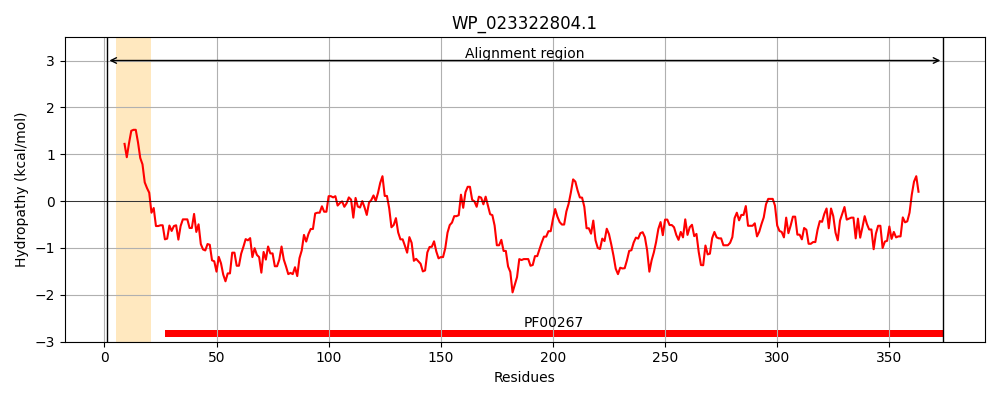 WP_023322804.1
Hydropathy (kcal/mol)
3
2
1
0
−1
−2
−3
Alignment region
PF00267
0 50 100 150 200 250 300 350
Residues